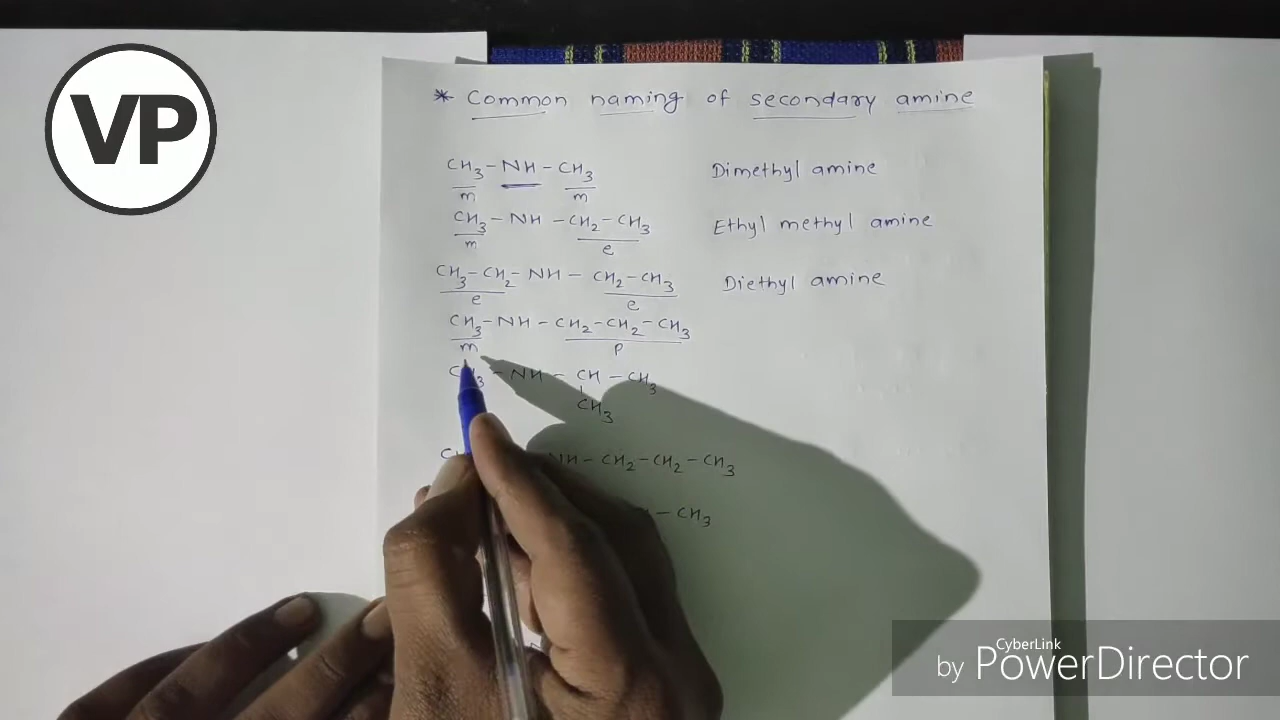 VP
* Common naming of secondary amine
CH3-NH-CH3 Dimethyl amine
m m
CH3-NH-CH2-CH3 Ethyl methyl amine
m e
CH3-CH2-NH-CH2-CH3 Diethyl amine
e e
CH3-NH-CH2-CH2-CH3
m p
CH3-NH-CH-CH3
CH3
NH-CH2-CH2-CH3
-CH3
CyberLink
by PowerDirector